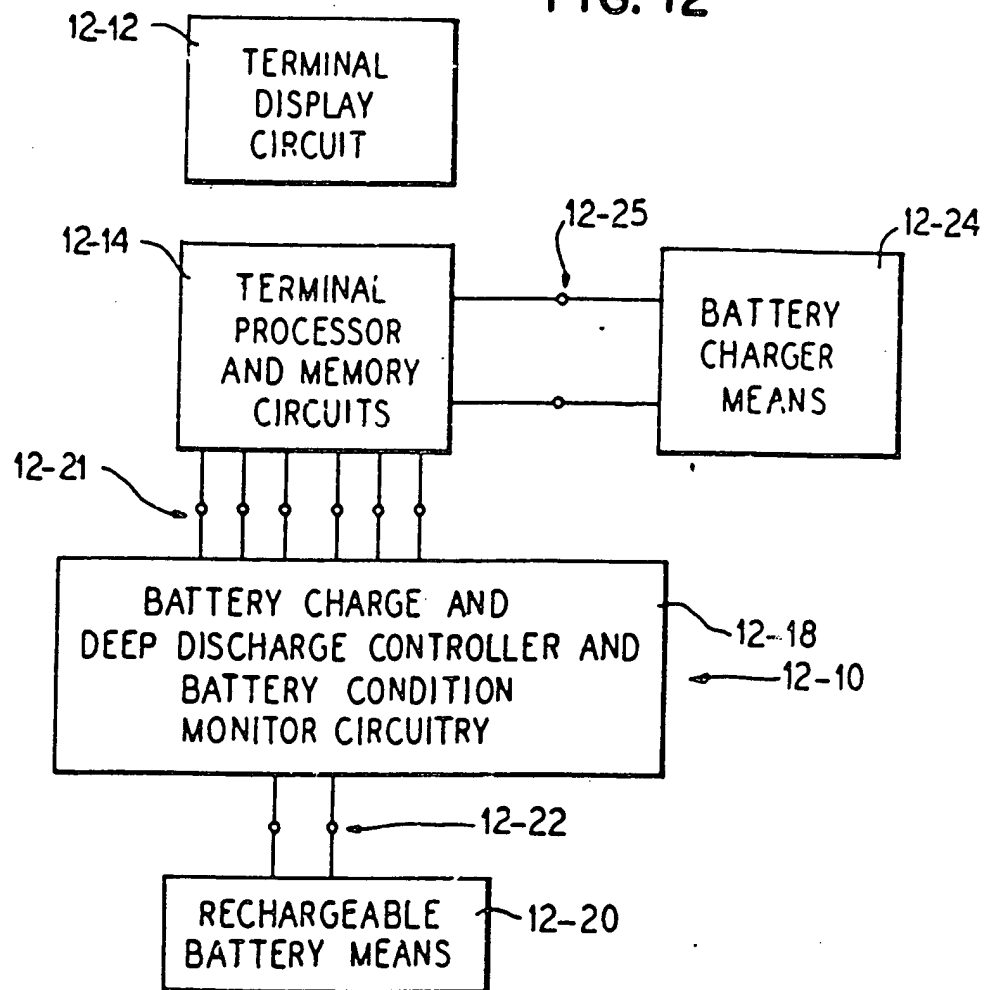 FIG. 12
12-12
TERMINAL
DISPLAY
CIRCUIT
12-14
TERMINAL
PROCESSOR
AND MEMORY
CIRCUITS
12-25
12-24
BATTERY
CHARGER
MEANS
12-21
BATTERY CHARGE AND
DEEP DISCHARGE CONTROLLER AND
BATTERY CONDITION
MONITOR CIRCUITRY
12-18
12-10
12-22
RECHARGEABLE
BATTERY MEANS
12-20